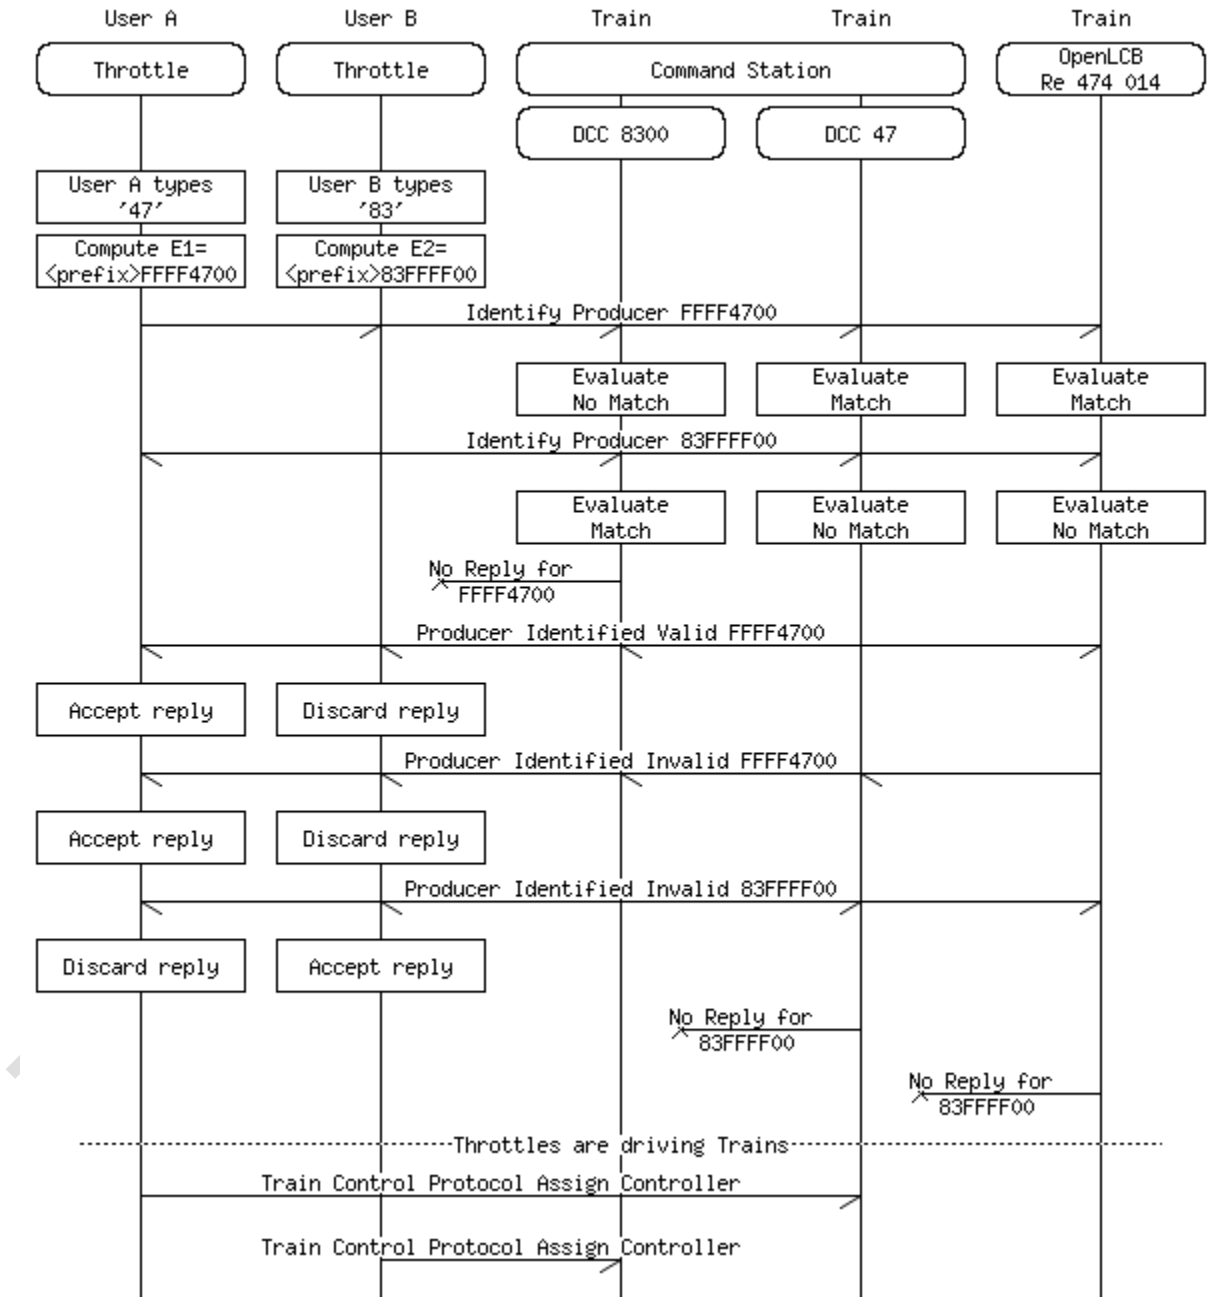 User A User B Train Train Train
Throttle Throttle Command Station OpenLCB
Re 474 014
DCC 8300 DCC 47
User A types User B types
'47' '83'
Compute E1= Compute E2=
<prefix>FFFF4700 <prefix>83FFFF00
Identify Producer FFFF4700
Evaluate Evaluate Evaluate
No Match Match Match
Identify Producer 83FFFF00
Evaluate Evaluate Evaluate
Match No Match No Match
No Reply for
FFFF4700
Producer Identified Valid FFFF4700
Accept reply Discard reply
Producer Identified Invalid FFFF4700
Accept reply Discard reply
Producer Identified Invalid 83FFFF00
Discard reply Accept reply
No Reply for
83FFFF00
No Reply for
83FFFF00
Throttles are driving Trains
Train Control Protocol Assign Controller
Train Control Protocol Assign Controller